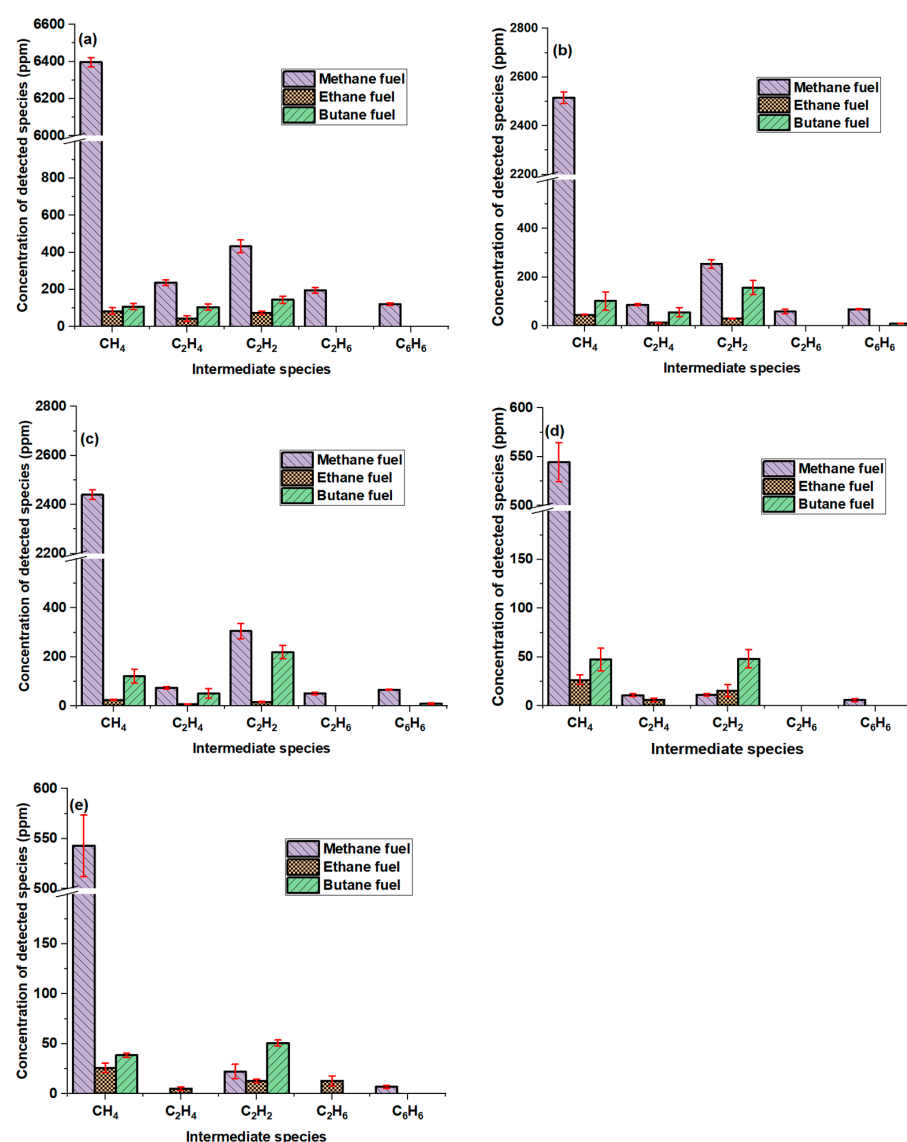 (a)
Concentration of detected species (ppm)
6600
6400
6200
6000
800
600
400
200
0
Methane fuel
Ethane fuel
Butane fuel
CH₄ C₂H₄ C₂H₂ C₂H₆ C₆H₆
Intermediate species
(b)
Concentration of detected species (ppm)
2800
2600
2400
2200
400
200
0
Methane fuel
Ethane fuel
Butane fuel
CH₄ C₂H₄ C₂H₂ C₂H₆ C₆H₆
Intermediate species
(c)
Concentration of detected species (ppm)
2800
2600
2400
2200
400
200
0
Methane fuel
Ethane fuel
Butane fuel
CH₄ C₂H₄ C₂H₂ C₂H₆ C₆H₆
Intermediate species
(d)
Concentration of detected species (ppm)
600
550
500
150
100
50
0
Methane fuel
Ethane fuel
Butane fuel
CH₄ C₂H₄ C₂H₂ C₂H₆ C₆H₆
Intermediate species
(e)
Concentration of detected species (ppm)
600
550
500
150
100
50
0
Methane fuel
Ethane fuel
Butane fuel
CH₄ C₂H₄ C₂H₂ C₂H₆ C₆H₆
Intermediate species